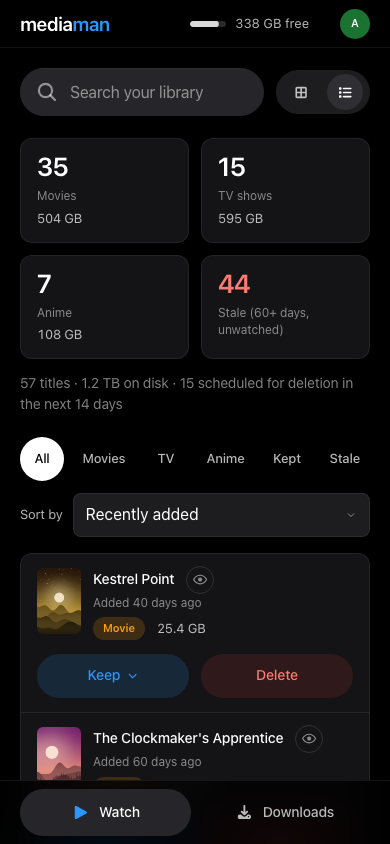 mediaman
338 GB free
A
Search your library
35
Movies
504 GB
15
TV shows
595 GB
7
Anime
108 GB
44
Stale (60+ days,
unwatched)
57 titles · 1.2 TB on disk · 15 scheduled for deletion in
the next 14 days
All
Movies
TV
Anime
Kept
Stale
Sort by
Recently added
Kestrel Point
Added 40 days ago
Movie
25.4 GB
Keep
Delete
The Clockmaker's Apprentice
Added 60 days ago
Watch
Downloads